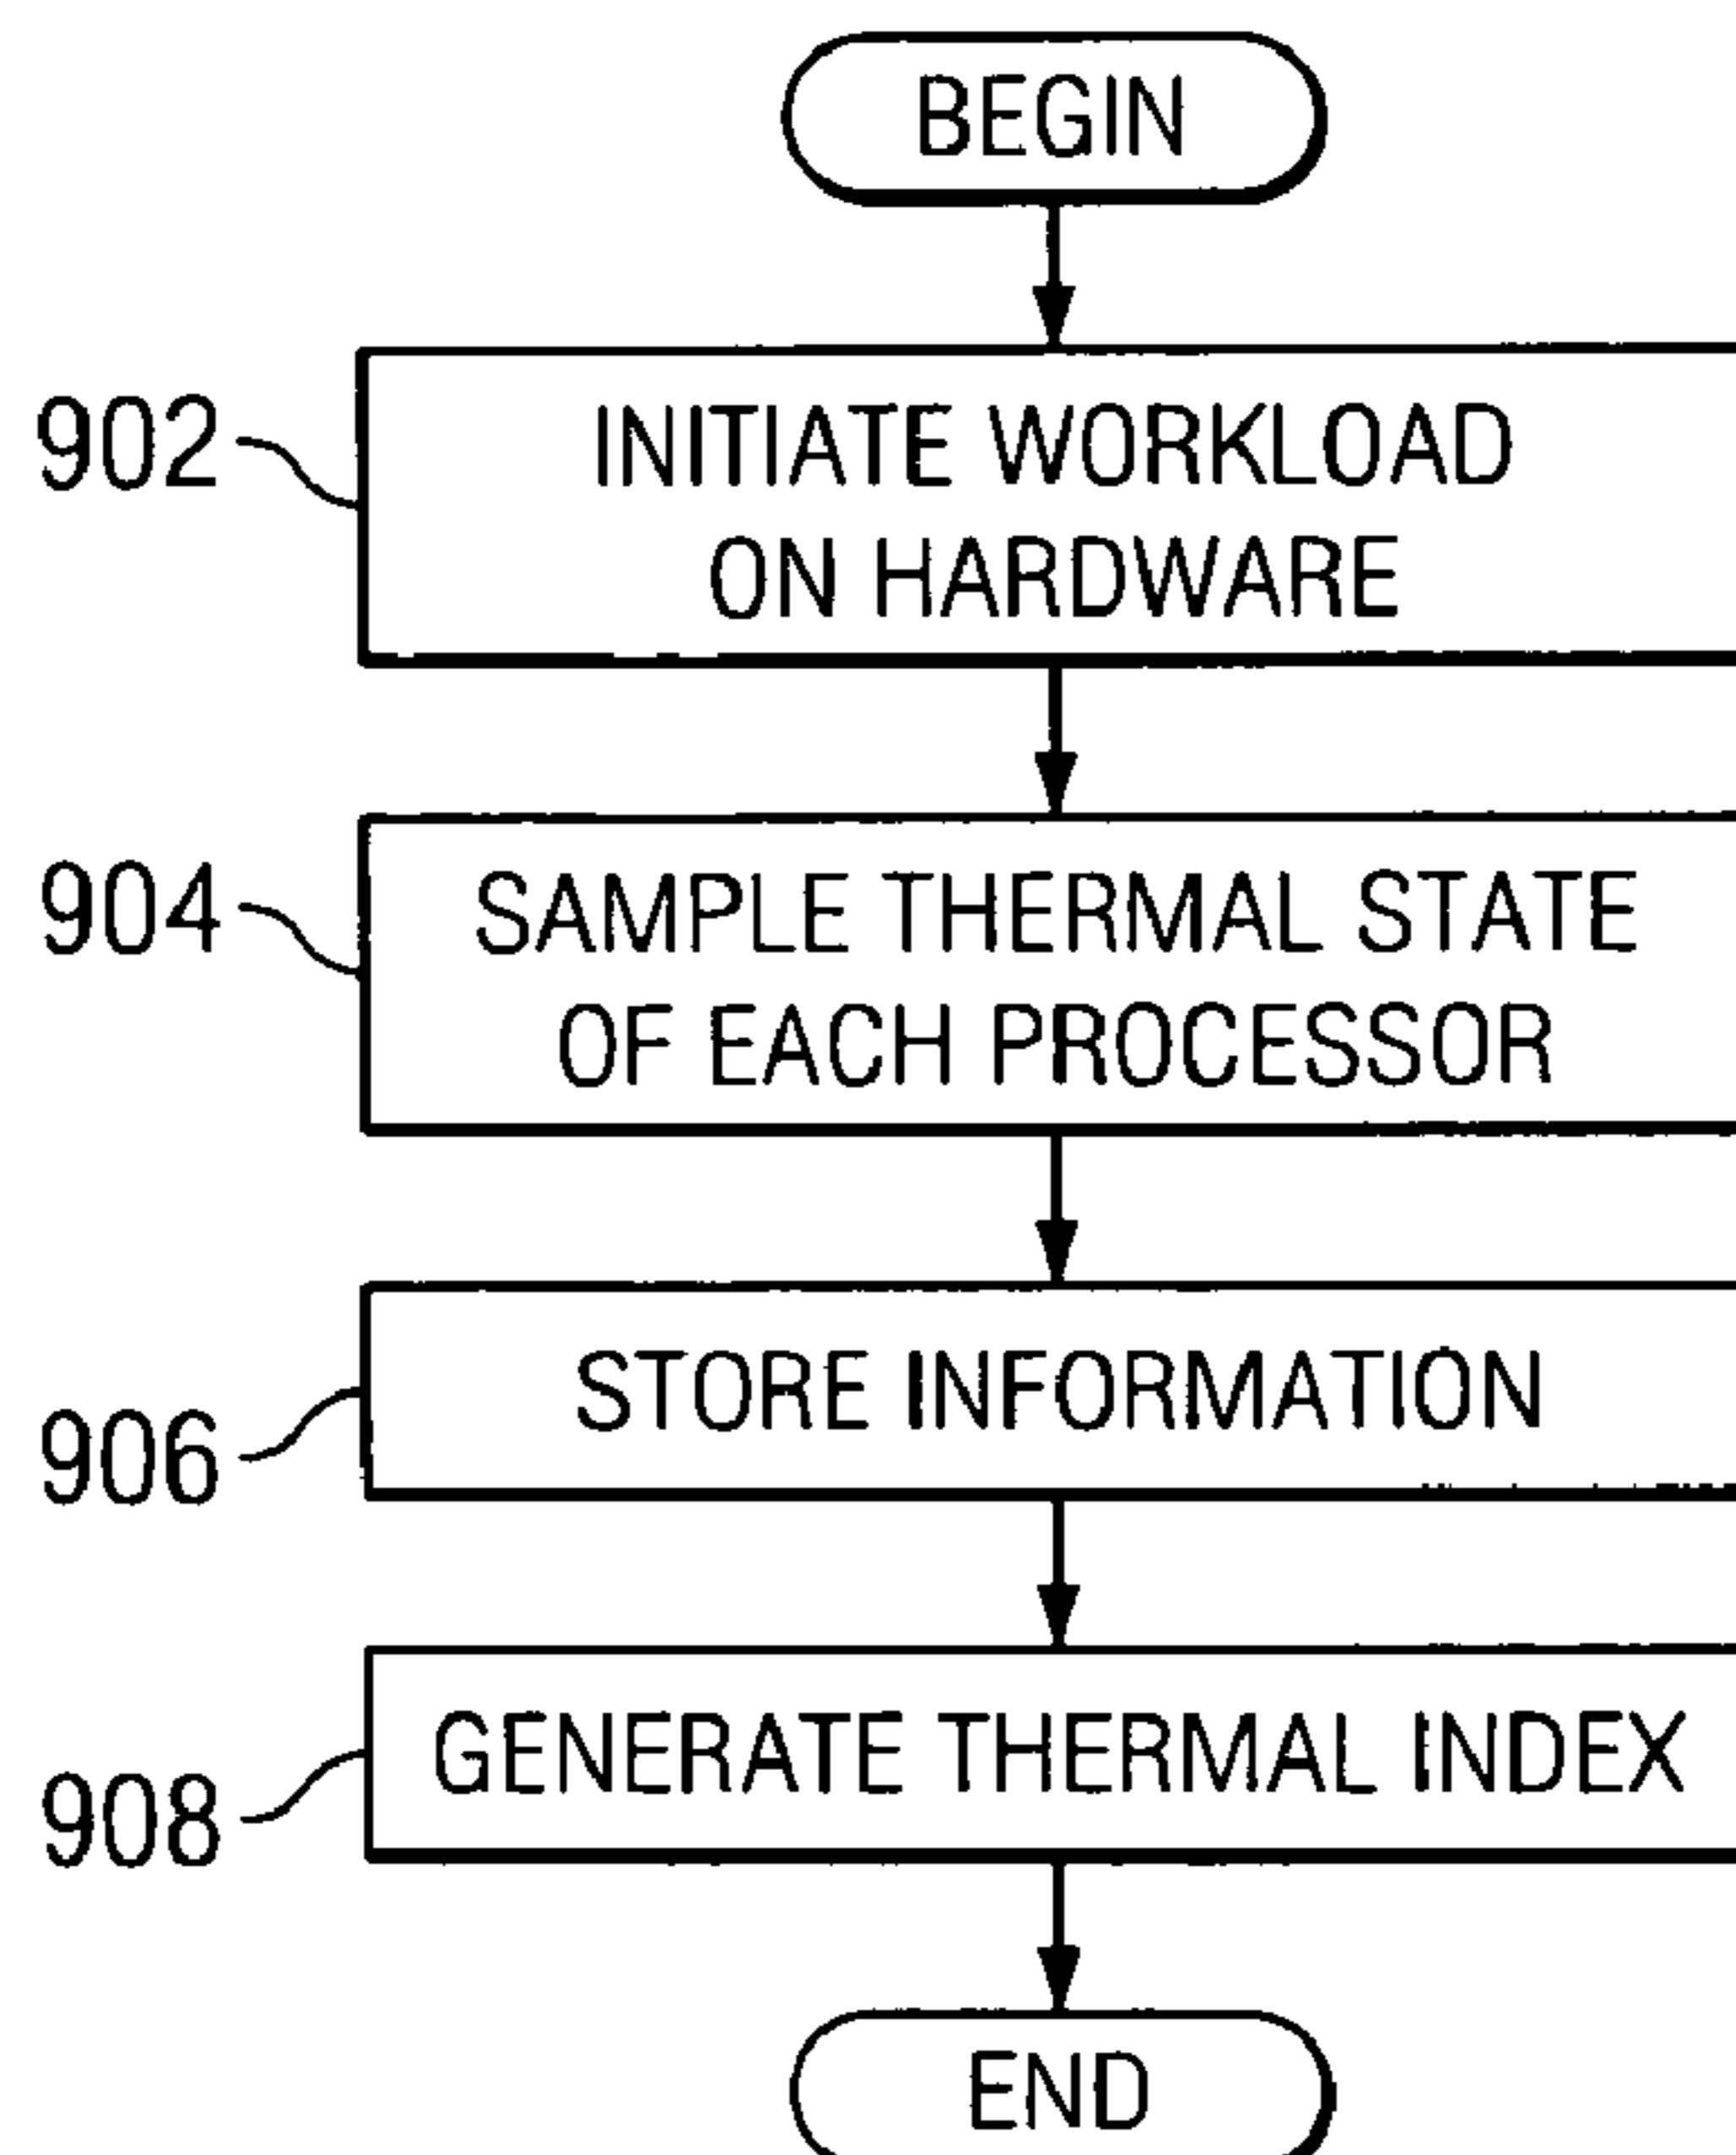 BEGIN
902
INITIATE WORKLOAD
ON HARDWARE
904
SAMPLE THERMAL STATE
OF EACH PROCESSOR
906
STORE INFORMATION
908
GENERATE THERMAL INDEX
END